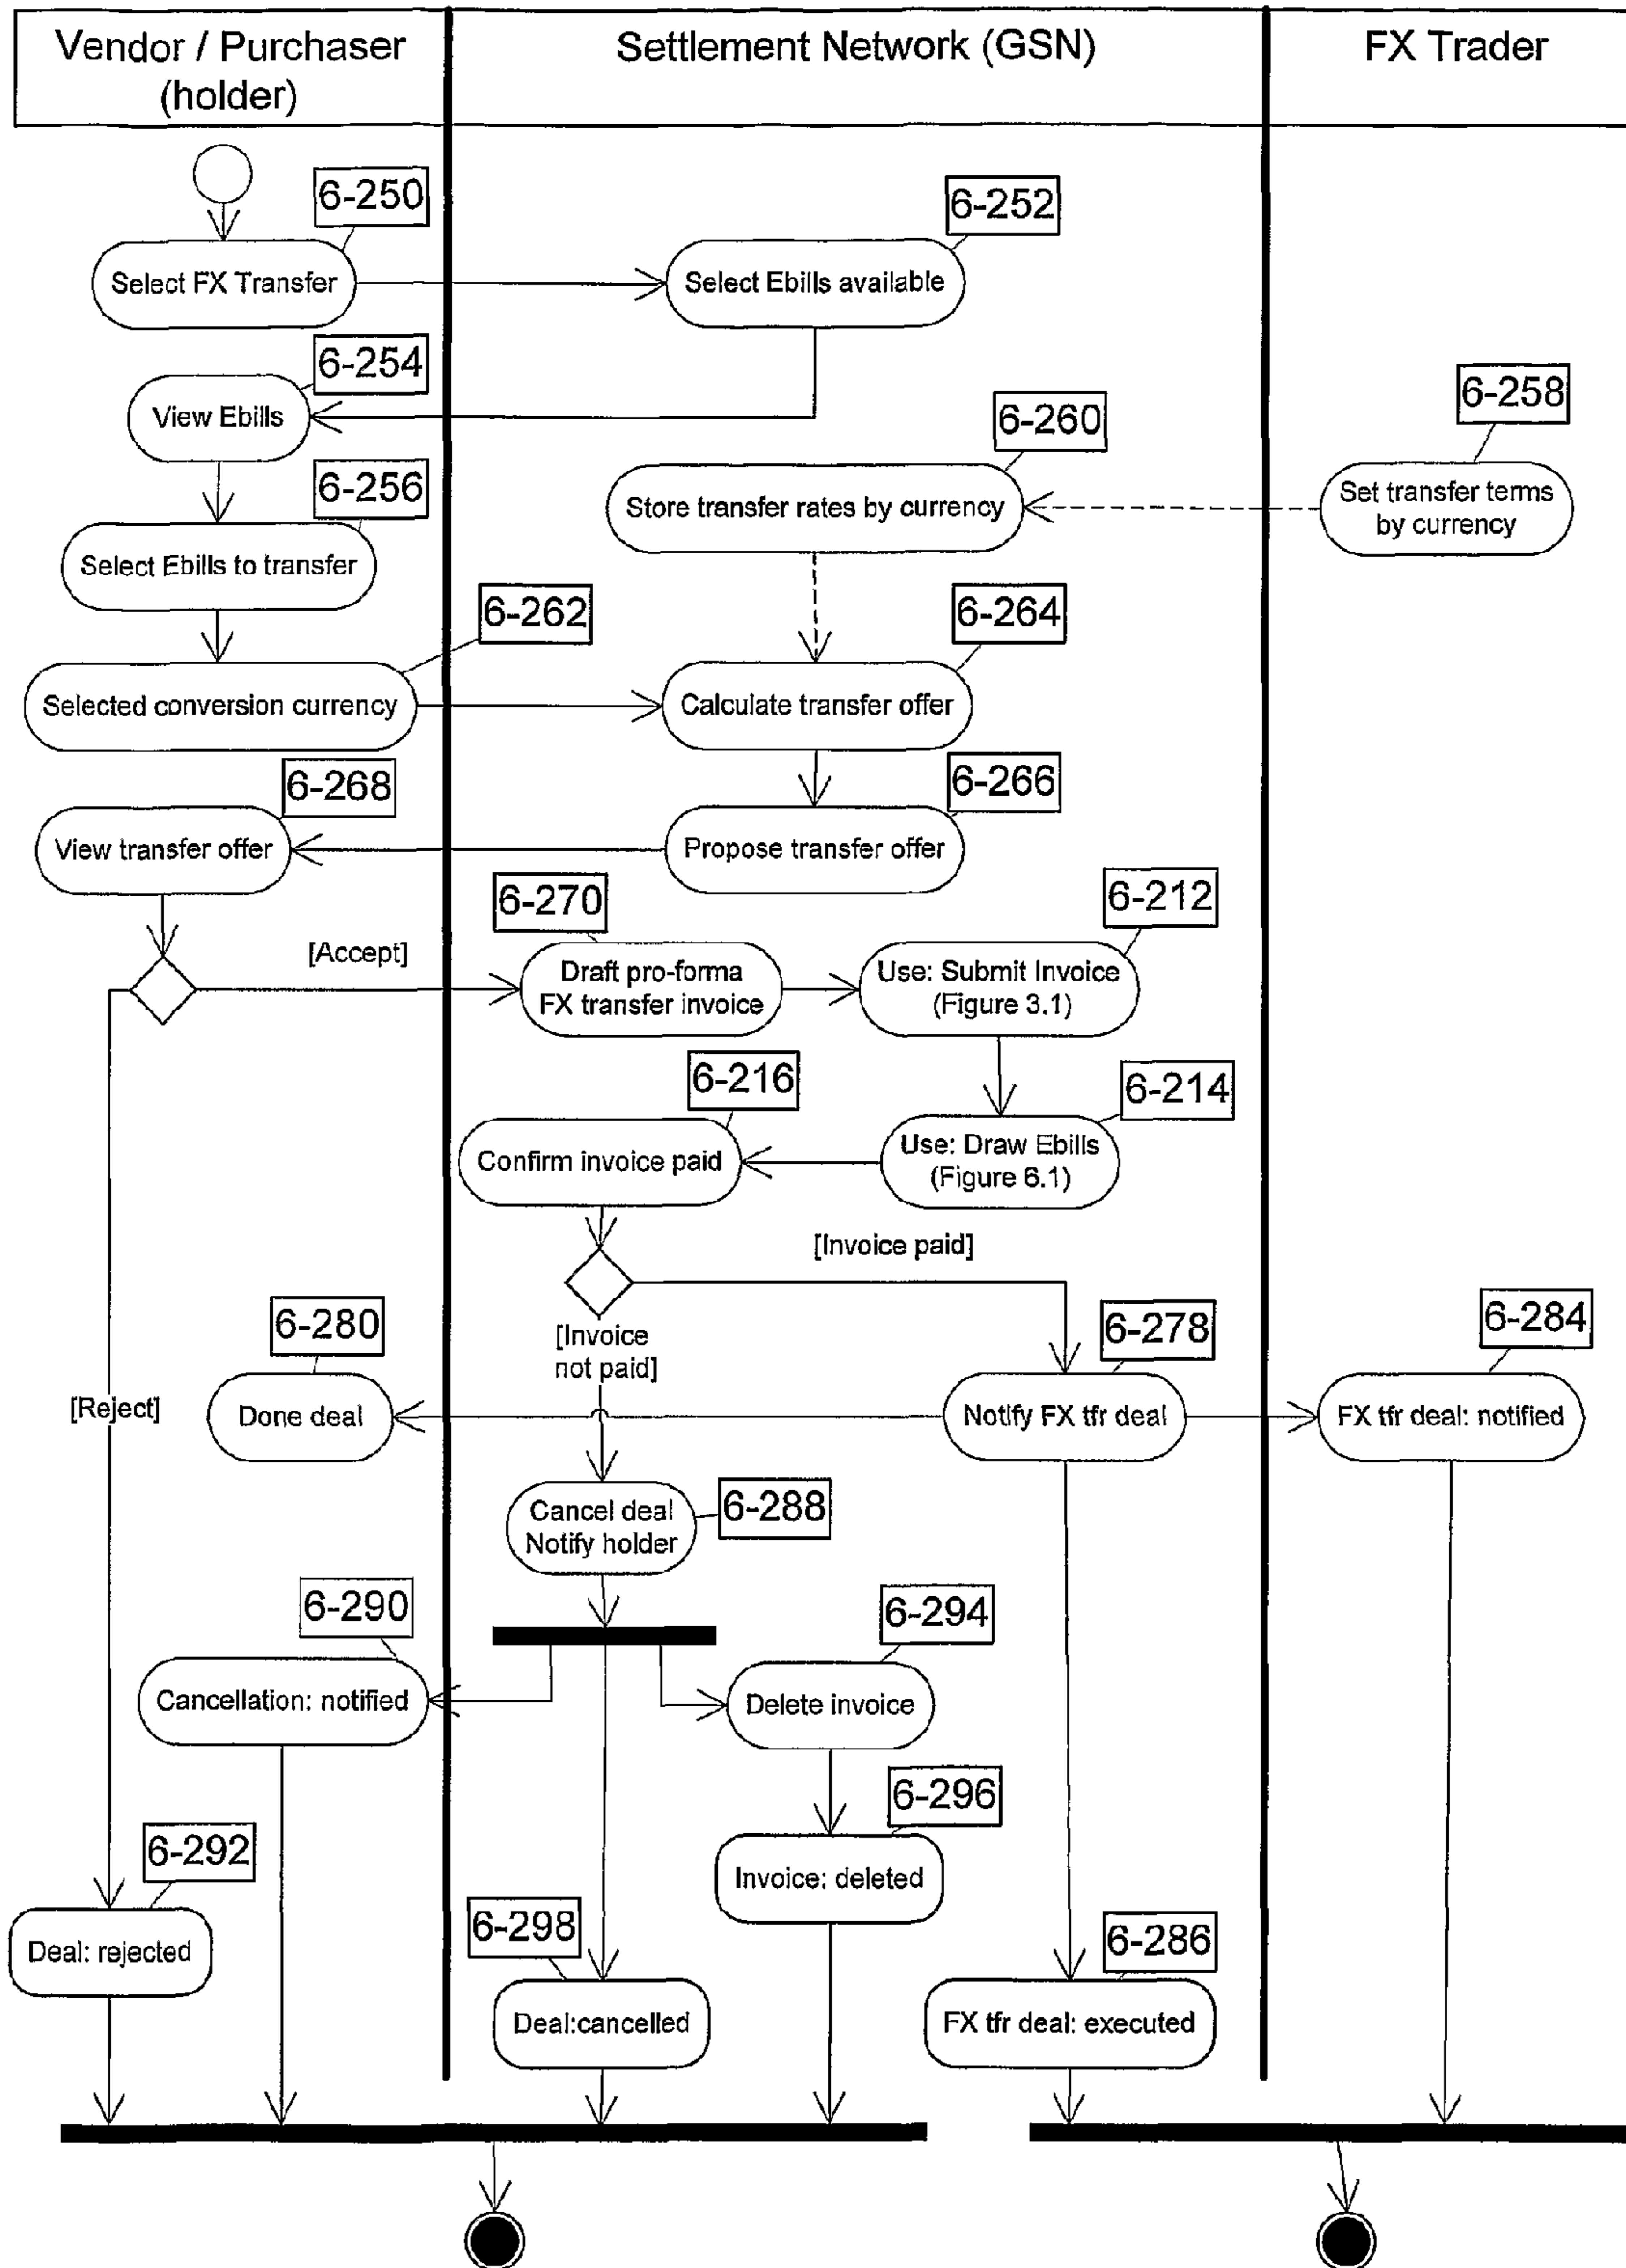 Vendor / Purchaser
(holder)
Settlement Network (GSN)
FX Trader
6-250
6-252
Select FX Transfer
Select Ebills available
6-254
View Ebills
6-258
6-260
6-256
Store transfer rates by currency
Set transfer terms
by currency
Select Ebills to transfer
6-262
6-264
Selected conversion currency
Calculate transfer offer
6-268
6-266
View transfer offer
Propose transfer offer
6-270
6-212
[Accept]
Draft pro-forma
FX transfer invoice
Use: Submit Invoice
(Figure 3.1)
6-216
6-214
Confirm invoice paid
Use: Draw Ebills
(Figure 6.1)
[Invoice paid]
6-280
[Invoice
not paid]
6-278
6-284
[Reject]
Done deal
Notify FX tfr deal
FX tfr deal: notified
Cancel deal
Notify holder
6-288
6-290
6-294
Cancellation: notified
Delete invoice
6-296
6-292
Invoice: deleted
6-298
6-286
Deal: rejected
Deal:cancelled
FX tfr deal: executed